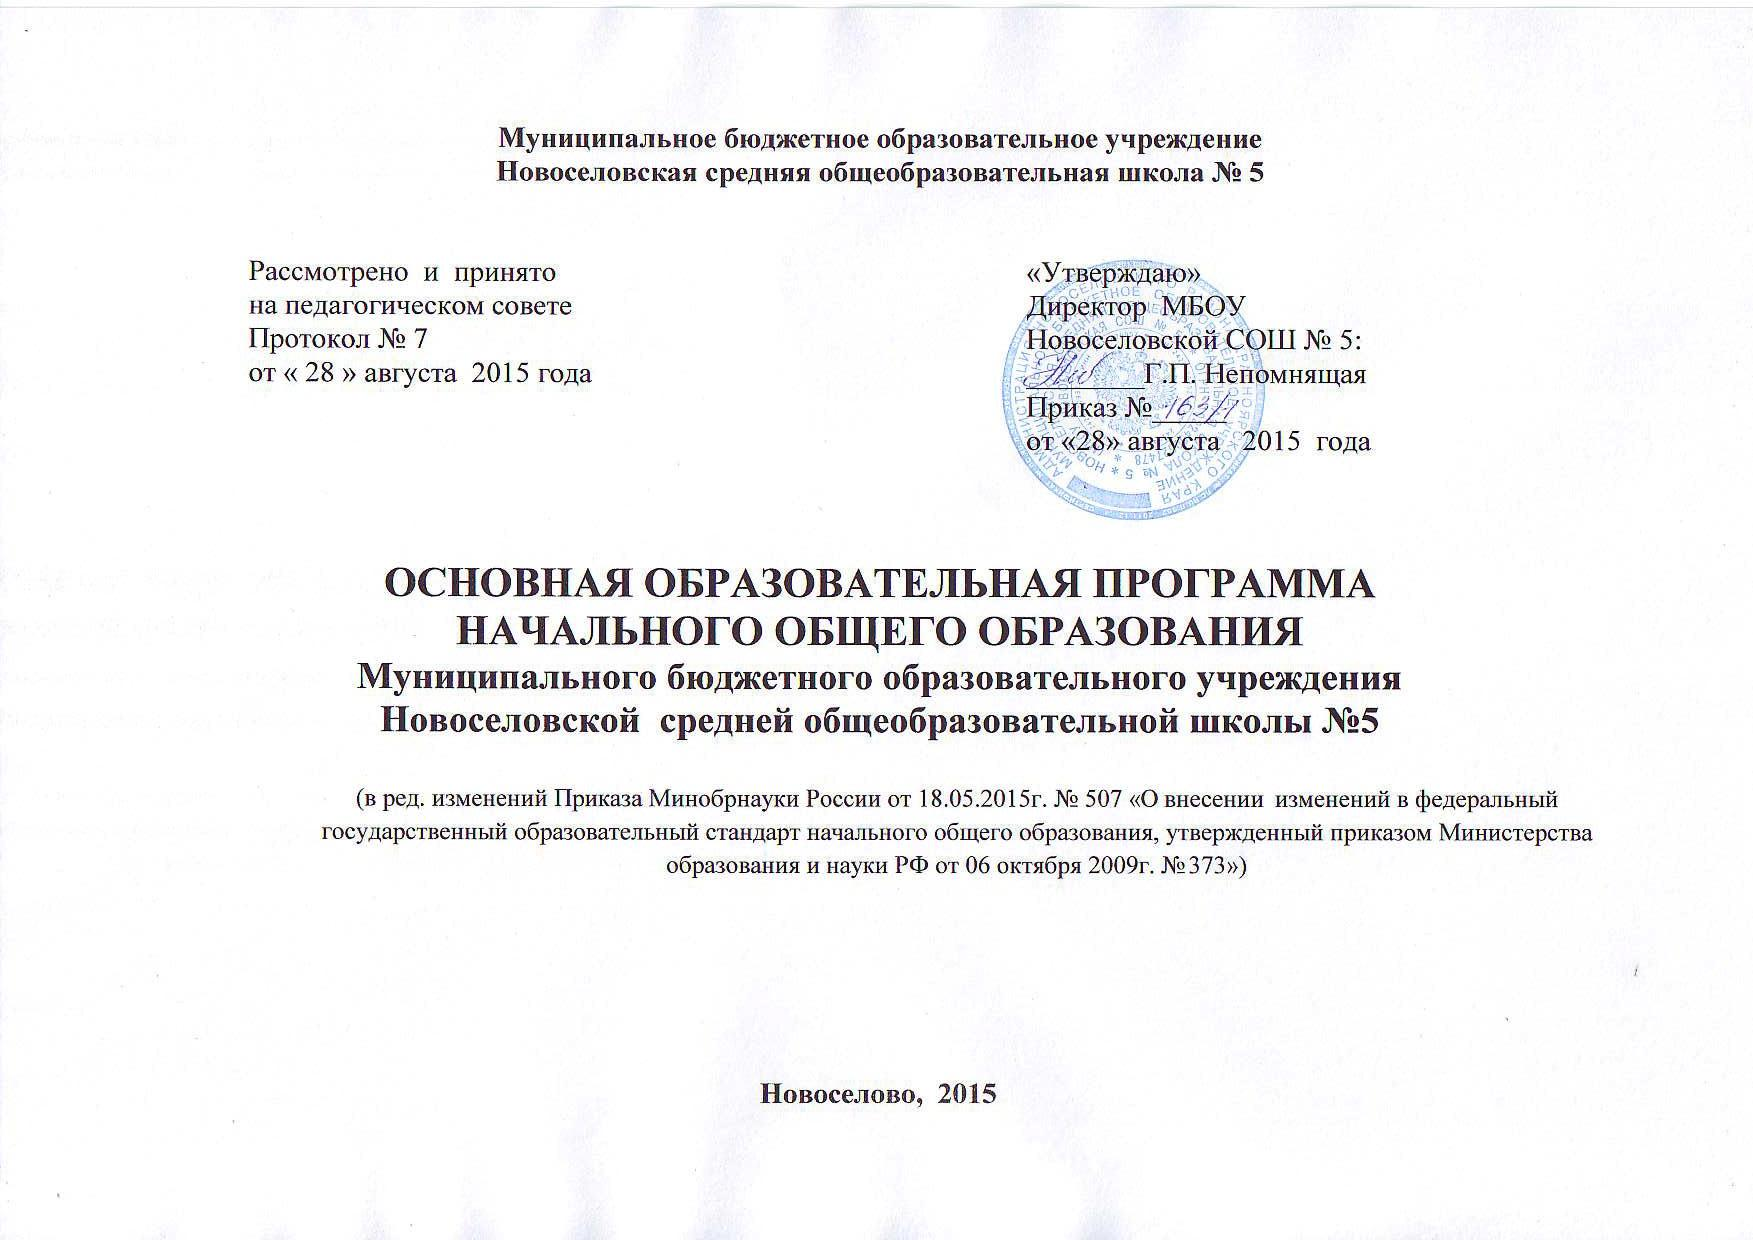 Муниципальное бюджетное образовательное учреждение
Новоселовская средняя общеобразовательная школа № 5
Рассмотрено и принято
на педагогическом совете
Протокол № 7
от « 28 » августа 2015 года
«Утверждаю»
Директор МБОУ
Новоселовской СОШ № 5:
Г.П. Непомнящая
Приказ № 163/1
от «28» августа 2015 года
ОСНОВНАЯ ОБРАЗОВАТЕЛЬНАЯ ПРОГРАММА
НАЧАЛЬНОГО ОБЩЕГО ОБРАЗОВАНИЯ
Муниципального бюджетного образовательного учреждения
Новоселовской средней общеобразовательной школы №5
(в ред. изменений Приказа Минобрнауки России от 18.05.2015г. № 507 «О внесении изменений в федеральный
государственный образовательный стандарт начального общего образования, утвержденный приказом Министерства
образования и науки РФ от 06 октября 2009г. №373»)
Новоселово, 2015